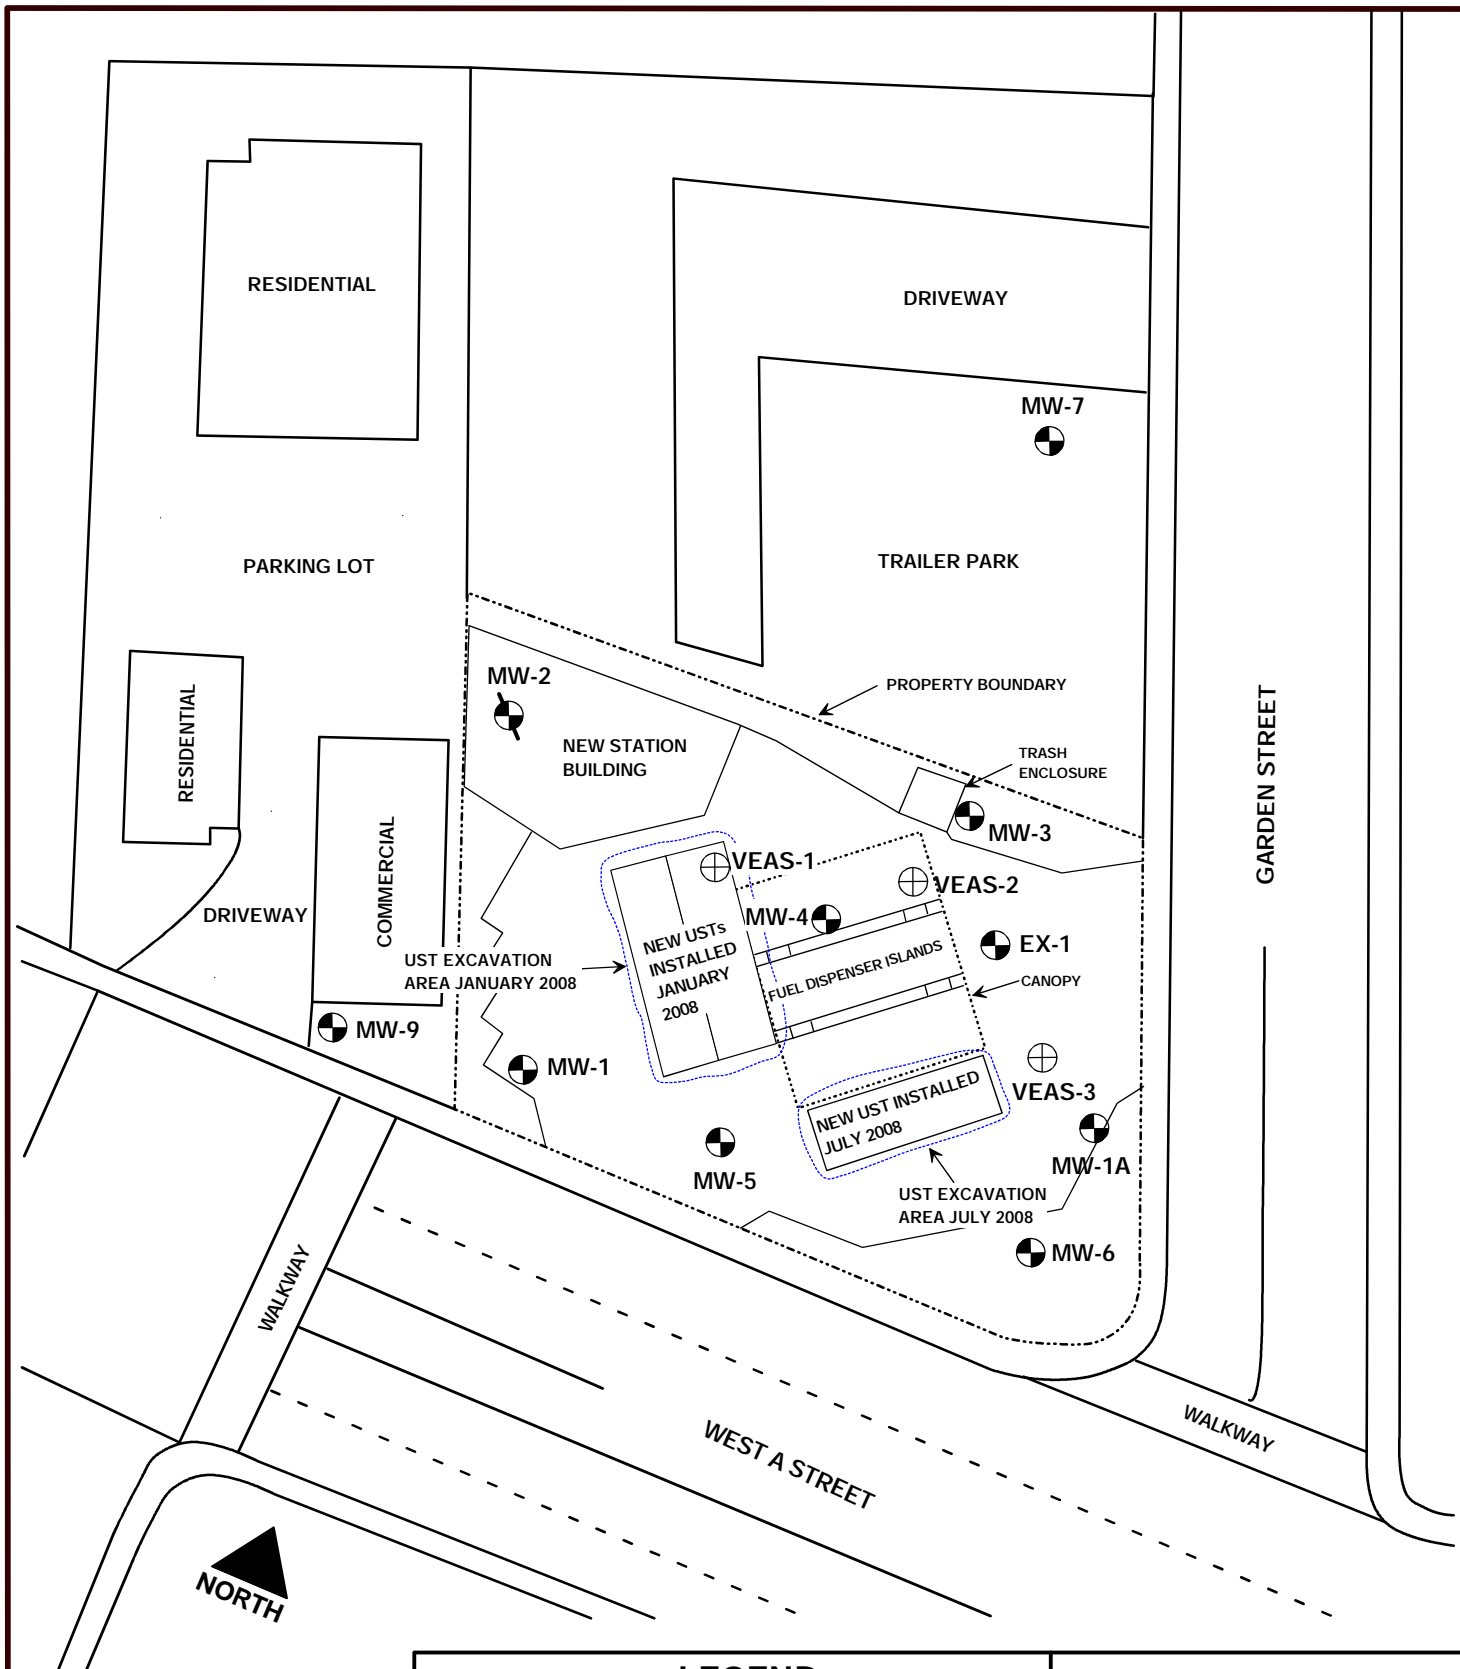 RESIDENTIAL
DRIVEWAY
MW-7
PARKING LOT
TRAILER PARK
MW-2
PROPERTY BOUNDARY
RESIDENTIAL
NEW STATION
BUILDING
TRASH
ENCLOSURE
GARDEN STREET
MW-3
COMMERCIAL
VEAS-1
VEAS-2
DRIVEWAY
MW-4
NEW USTs
INSTALLED
JANUARY
2008
FUEL DISPENSER ISLANDS
EX-1
UST EXCAVATION
AREA JANUARY 2008
CANOPY
MW-9
MW-1
VEAS-3
NEW UST INSTALLED
JULY 2008
MW-5
MW-1A
UST EXCAVATION
AREA JULY 2008
MW-6
WALKWAY
WEST A STREET
WALKWAY
NORTH
LEGEND